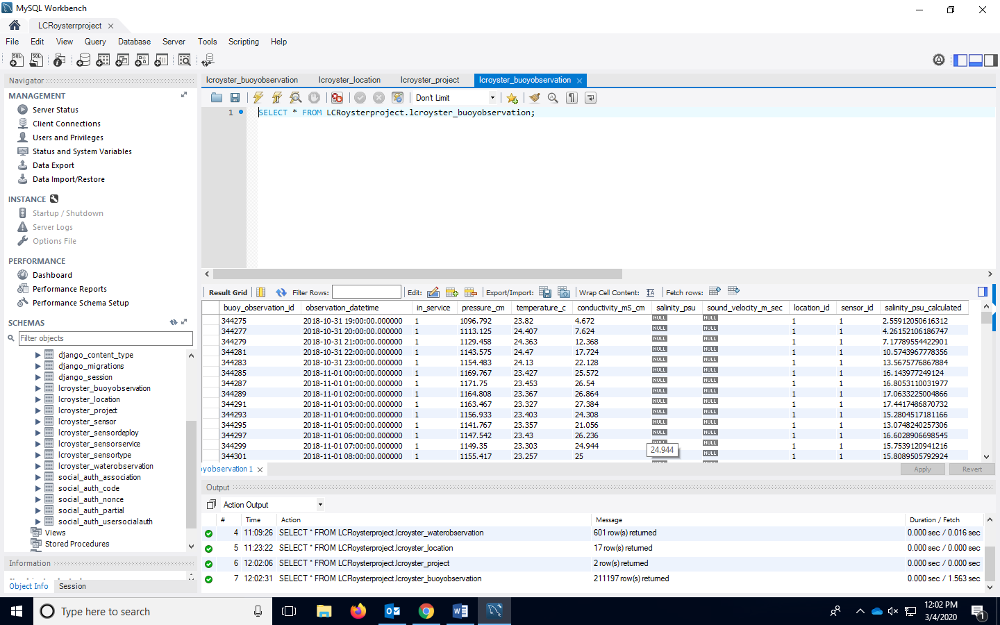 MySQL Workbench
LCRoysterrproject
File Edit View Query Database Server Tools Scripting Help
Navigator
MANAGEMENT
Server Status
Client Connections
Users and Privileges
Status and System Variables
Data Export
Data Import/Restore
INSTANCE
Startup / Shutdown
Server Logs
Options File
PERFORMANCE
Dashboard
Performance Reports
Performance Schema Setup
SCHEMAS
Filter objects
django_content_type
django_migrations
django_session
lcroyster_buoyobservation
lcroyster_location
lcroyster_project
lcroyster_sensor
lcroyster_sensordeploy
lcroyster_sensorservice
lcroyster_sensortype
lcroyster_waterobservation
social_auth_association
social_auth_code
social_auth_nonce
social_auth_partial
social_auth_usersocialauth
Views
Stored Procedures
Information
Object Info Session
lcroyster_buoyobservation lcroyster_location lcroyster_project lcroyster_buoyobservation
Don't Limit
1 SELECT * FROM LCRoysterproject.lcroyster_buoyobservation;
Result Grid Filter Rows: Edit: Export/Import: Wrap Cell Content: Fetch rows:
buoy_observation_id observation_datetime in_service pressure_cm temperature_c conductivity_mS_cm salinity_psu sound_velocity_m_sec location_id sensor_id salinity_psu_calculated
344275 2018-10-31 19:00:00.000000 1 1096.792 23.82 4.672 NULL NULL 1 1 2.55912050616312
344277 2018-10-31 20:00:00.000000 1 1113.125 24.407 7.624 NULL NULL 1 1 4.26152106186747
344279 2018-10-31 21:00:00.000000 1 1129.458 24.363 12.368 NULL NULL 1 1 7.17789554422901
344281 2018-10-31 22:00:00.000000 1 1143.575 24.47 17.724 NULL NULL 1 1 10.5743967778356
344283 2018-10-31 23:00:00.000000 1 1154.483 24.13 22.128 NULL NULL 1 1 13.5675776867884
344285 2018-11-01 00:00:00.000000 1 1169.767 23.427 25.572 NULL NULL 1 1 16.143977249124
344287 2018-11-01 01:00:00.000000 1 1171.75 23.453 26.54 NULL NULL 1 1 16.8053110031977
344289 2018-11-01 02:00:00.000000 1 1164.808 23.367 26.864 NULL NULL 1 1 17.0633225004866
344291 2018-11-01 03:00:00.000000 1 1163.467 23.327 27.384 NULL NULL 1 1 17.4417486870732
344293 2018-11-01 04:00:00.000000 1 1156.933 23.403 24.308 NULL NULL 1 1 15.2804517181166
344295 2018-11-01 05:00:00.000000 1 1141.767 23.357 21.056 NULL NULL 1 1 13.0748240257306
344297 2018-11-01 06:00:00.000000 1 1147.542 23.43 26.236 NULL NULL 1 1 16.6028906698545
344299 2018-11-01 07:00:00.000000 1 1149.35 23.303 24.944 NULL 1 1 15.7539120941216
344301 2018-11-01 08:00:00.000000 1 1155.417 23.257 25 NULL 1 1 15.8089505792924
24.944
yobservation 1
Apply Revert
Output
Action Output
# Time Action Message Duration / Fetch
4 11:09:26 SELECT * FROM LCRoysterproject.lcroyster_waterobservation 601 row(s) returned 0.000 sec / 0.016 sec
5 11:23:22 SELECT * FROM LCRoysterproject.lcroyster_location 17 row(s) returned 0.000 sec / 0.000 sec
6 12:02:06 SELECT * FROM LCRoysterproject.lcroyster_project 2 row(s) returned 0.000 sec / 0.000 sec
7 12:02:31 SELECT * FROM LCRoysterproject.lcroyster_buoyobservation 211197 row(s) returned 0.000 sec / 1.563 sec
Type here to search
12:02 PM
3/4/2020
1